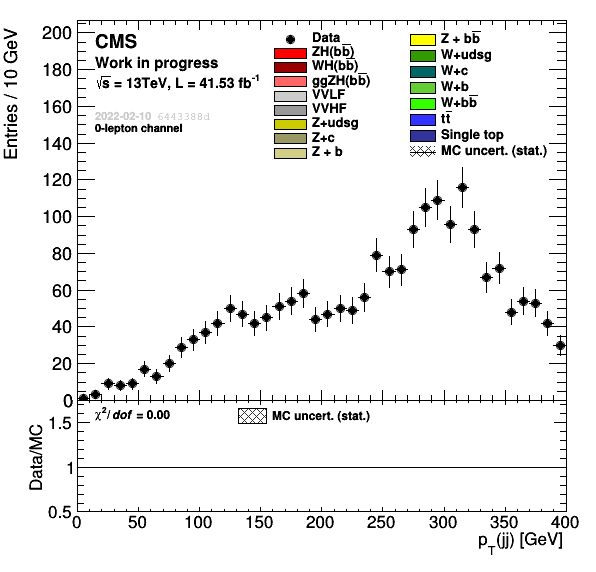 CMS
Work in progress
√s = 13TeV, L = 41.53 fb⁻¹
2022-02-10 6443388d
0-lepton channel
Data
ZH(bb̅)
WH(bb̅)
ggZH(bb̅)
VVLF
VVHF
Z+udsg
Z+c
Z + b
Z + bb̅
W+udsg
W+c
W+b
W+bb̅
tt̅
Single top
MC uncert. (stat.)
Entries / 10 GeV
200
180
160
140
120
100
80
60
40
20
0
χ²/dof = 0.00
MC uncert. (stat.)
Data/MC
1.5
1
0.5
0 50 100 150 200 250 300 350 400
p_T(jj) [GeV]